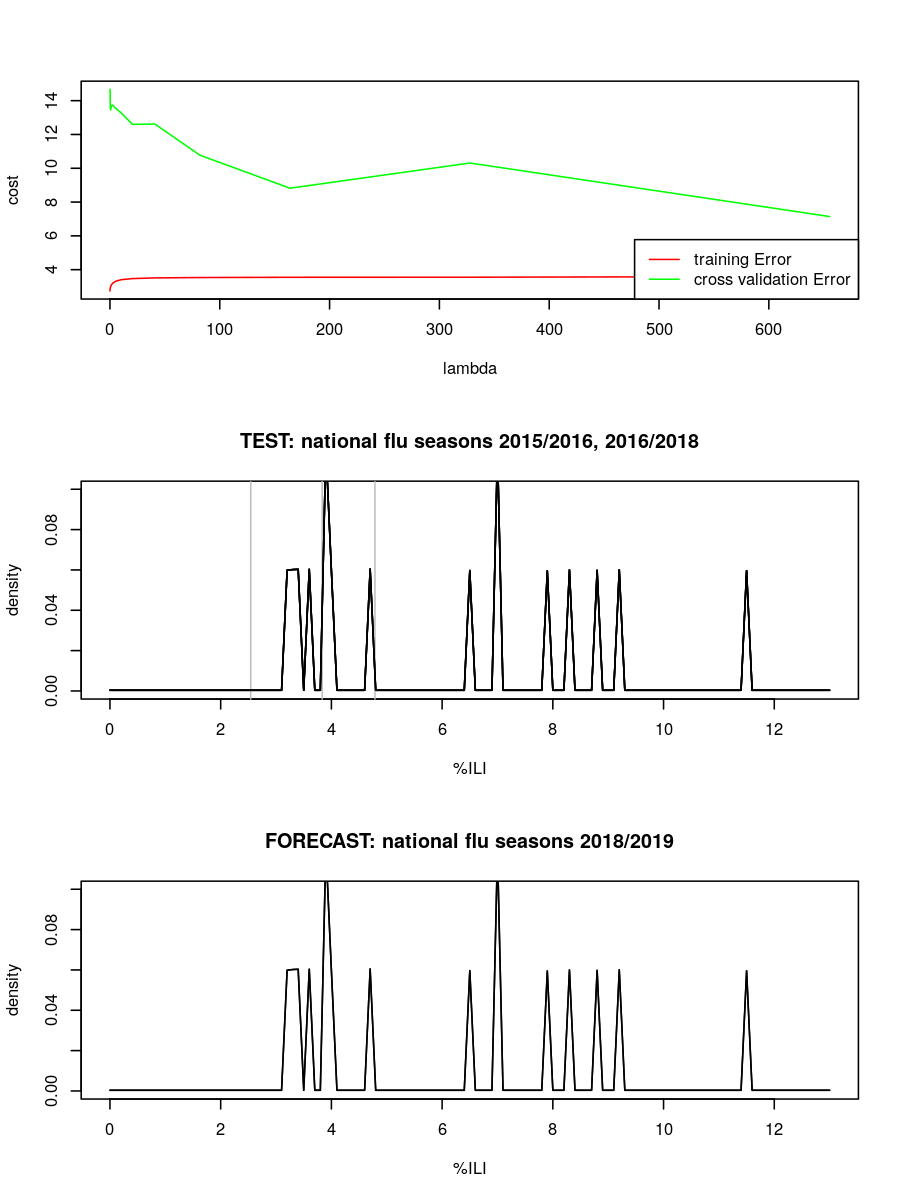 cost
4 6 8 10 12 14
training Error
cross validation Error
0 100 200 300 400 500 600
lambda
TEST: national flu seasons 2015/2016, 2016/2018
density
0.00 0.04 0.08
0 2 4 6 8 10 12
%ILI
FORECAST: national flu seasons 2018/2019
density
0.00 0.04 0.08
0 2 4 6 8 10 12
%ILI